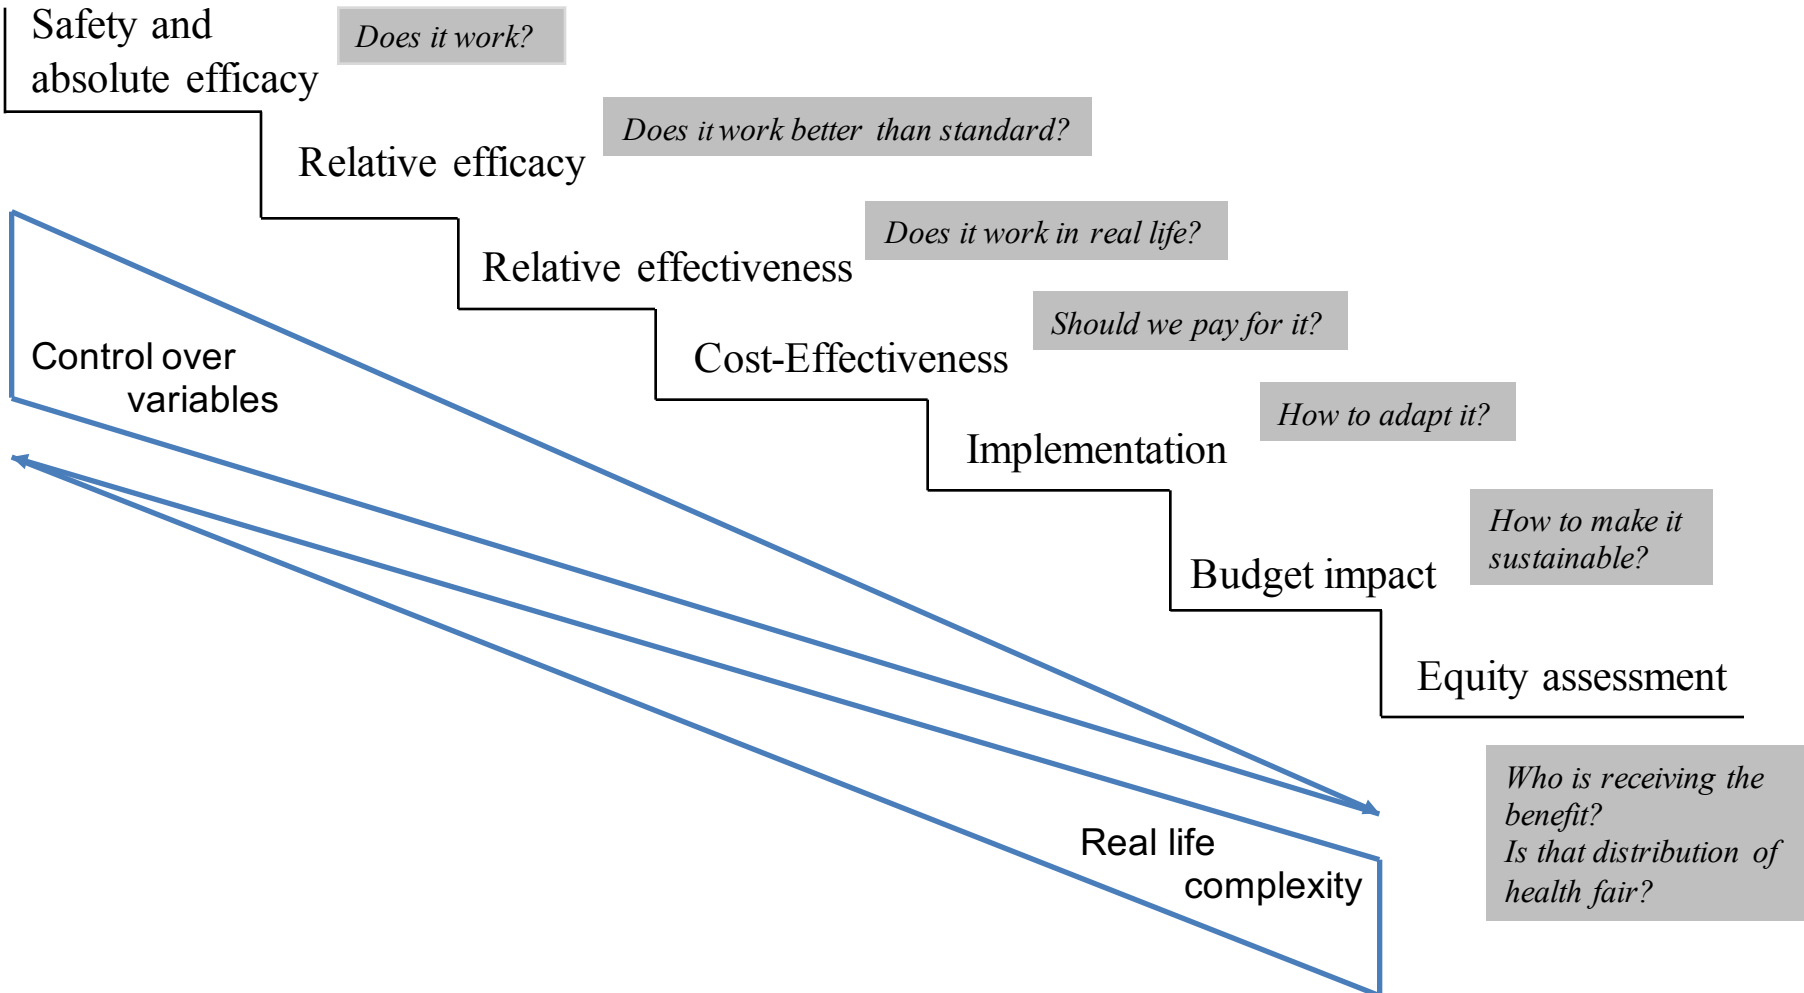 Safety and
absolute efficacy
Does it work?
Relative efficacy
Does it work better than standard?
Relative effectiveness
Does it work in real life?
Cost-Effectiveness
Should we pay for it?
Control over
variables
Implementation
How to adapt it?
Budget impact
How to make it
sustainable?
Equity assessment
Who is receiving the
benefit?
Is that distribution of
health fair?
Real life
complexity